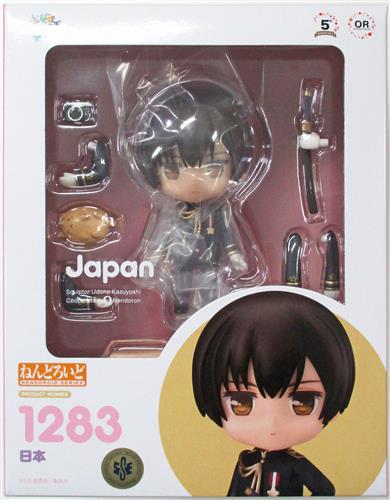 5th
OR
Japan
Sculptor:Udono Kazuyoshi
Nendoron
ねんどろいど
NENDOROID SERIES
PRODUCT NUMBER
1283
日本